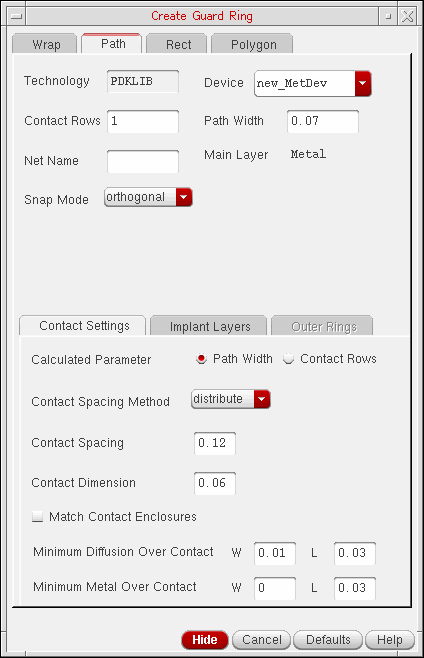 Create Guard Ring
Wrap Path Rect Polygon
Technology PDKLIB Device new_MetDev
Contact Rows 1 Path Width 0.07
Net Name Main Layer Metal
Snap Mode orthogonal
Contact Settings Implant Layers Outer Rings
Calculated Parameter Path Width Contact Rows
Contact Spacing Method distribute
Contact Spacing 0.12
Contact Dimension 0.06
Match Contact Enclosures
Minimum Diffusion Over Contact W 0.01 L 0.03
Minimum Metal Over Contact W 0 L 0.03
Hide Cancel Defaults Help